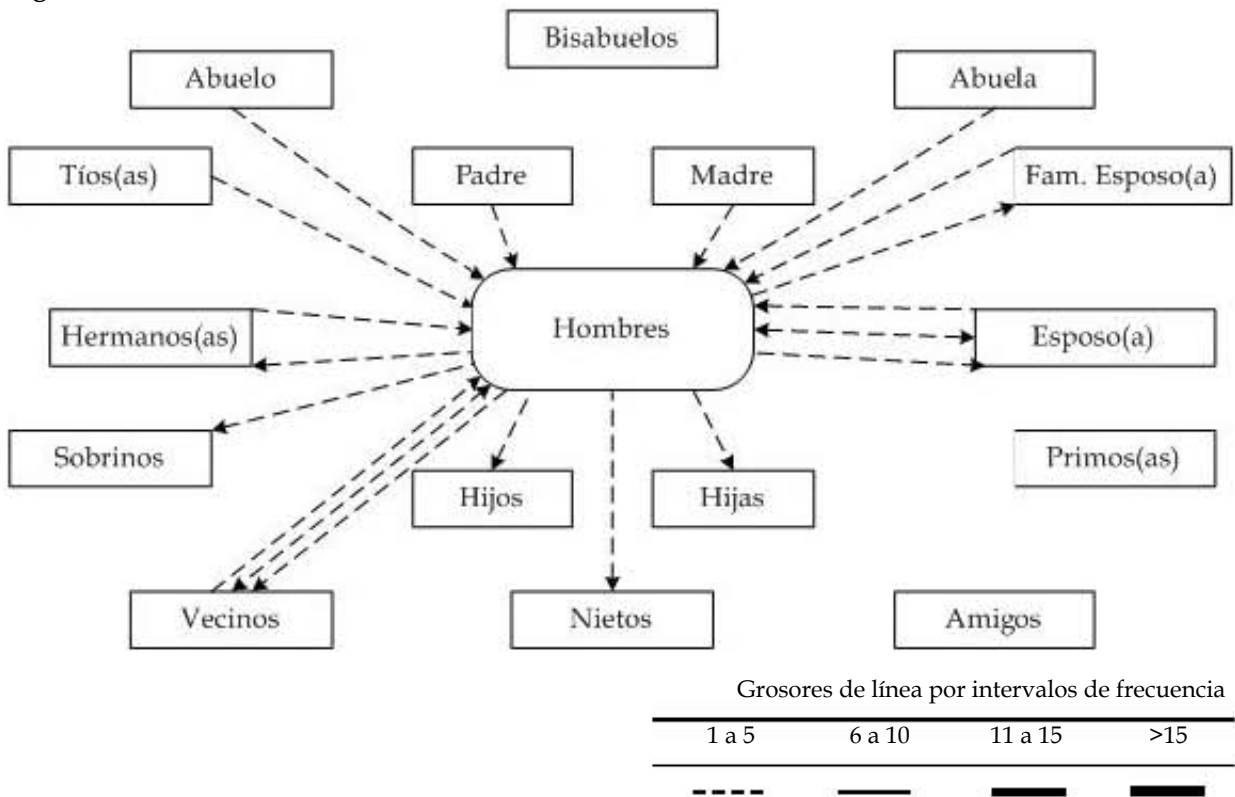 Bisabuelos
Abuelo
Abuela
Tíos(as)
Padre
Madre
Fam. Esposo(a)
Hermanos(as)
Hombres
Esposo(a)
Sobrinos
Hijos
Hijas
Primos(as)
Vecinos
Nietos
Amigos
Grosores de línea por intervalos de frecuencia
1 a 5 6 a 10 11 a 15 >15